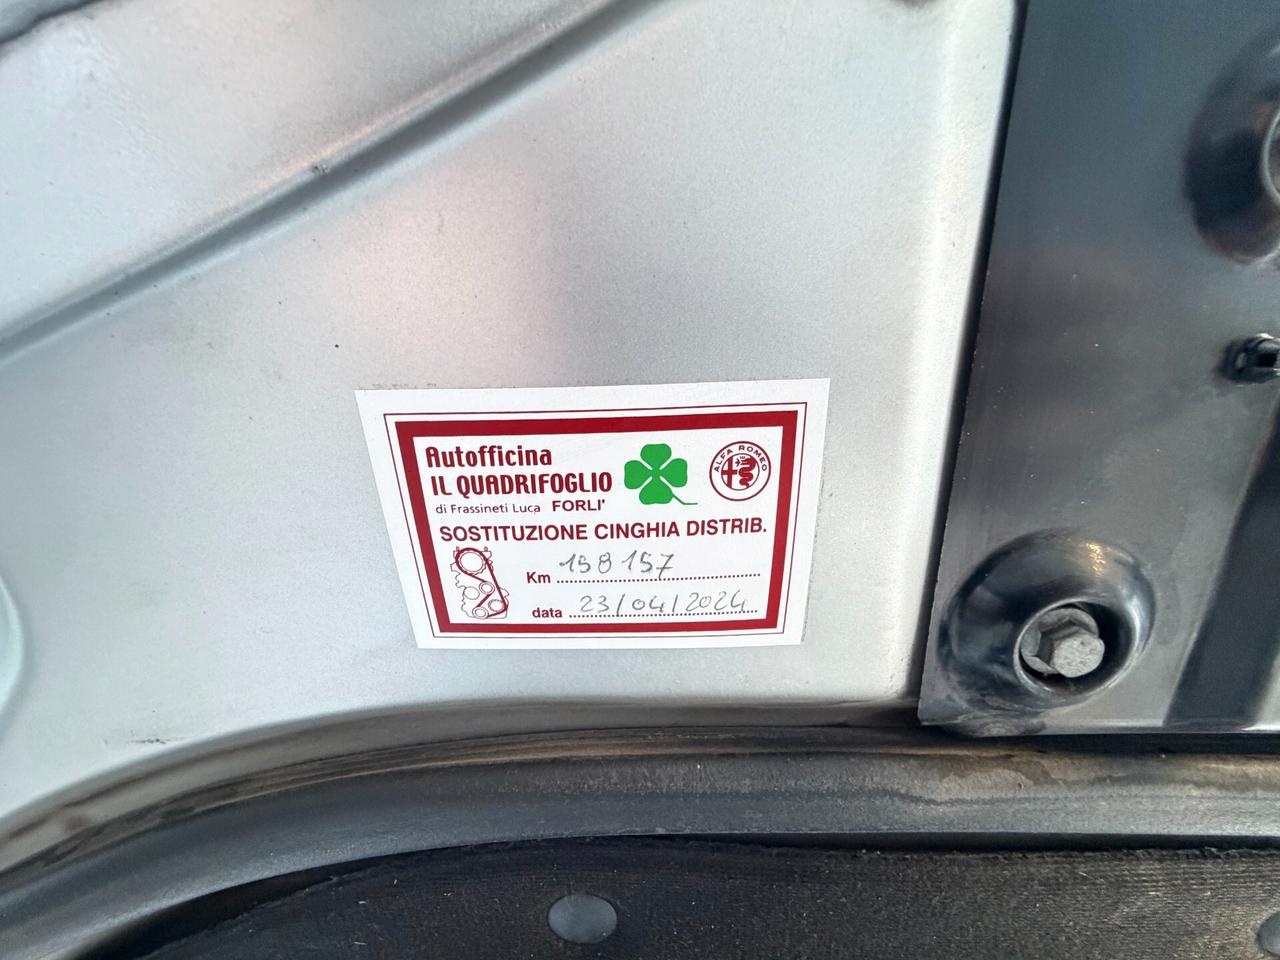 Autofficina
IL QUADRIFOGLIO
di Frassineti Luca FORLI'
ALFA ROMEO
SOSTITUZIONE CINGHIA DISTRIB.
Km 158157
data 23/04/2024